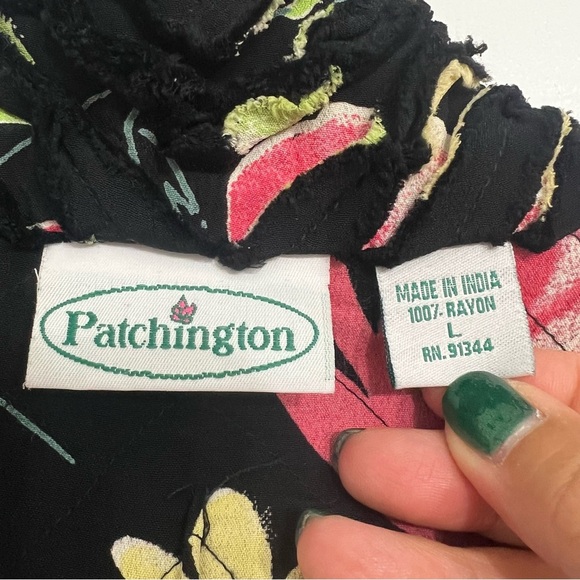 Patchington
MADE IN INDIA
100% RAYON
L
RN. 91344